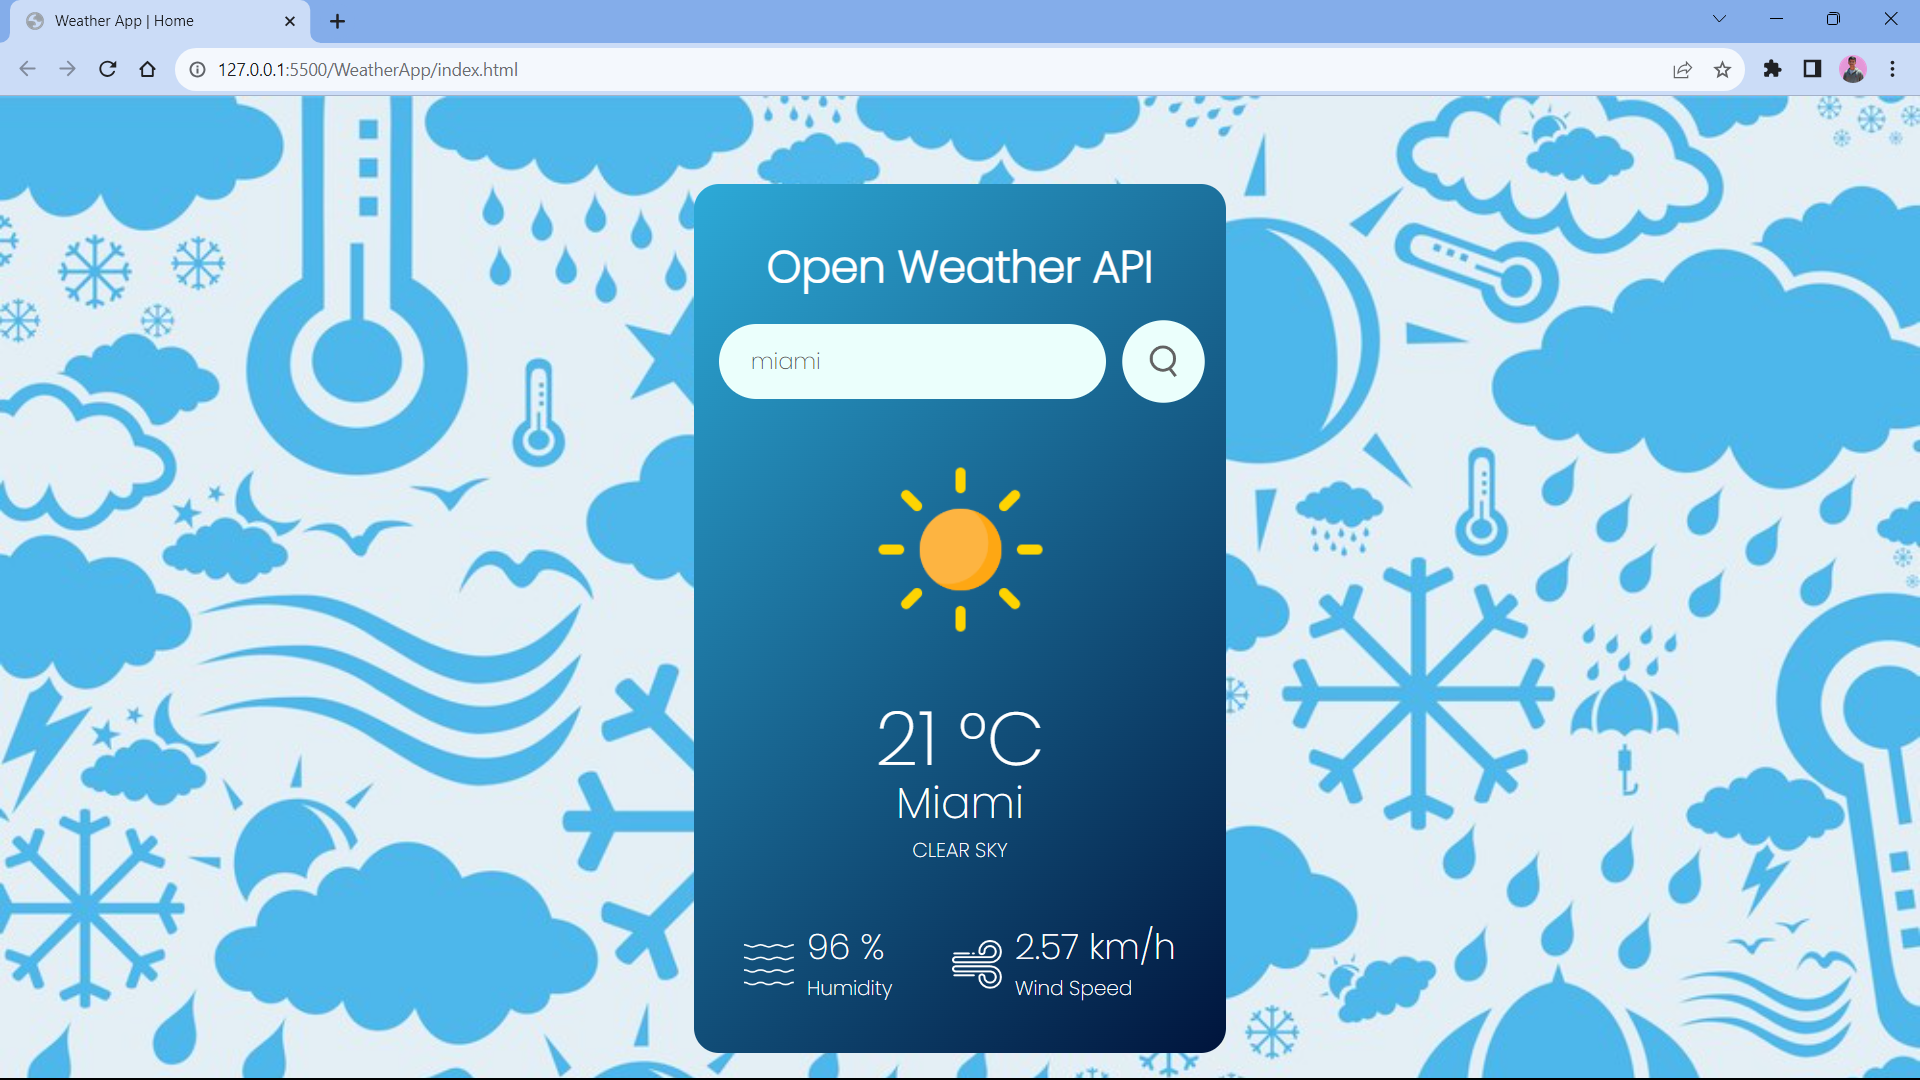 Weather App | Home
127.0.0.1:5500/WeatherApp/index.html
Open Weather API
miami
21 °C
Miami
CLEAR SKY
96 %
Humidity
2.57 km/h
Wind Speed